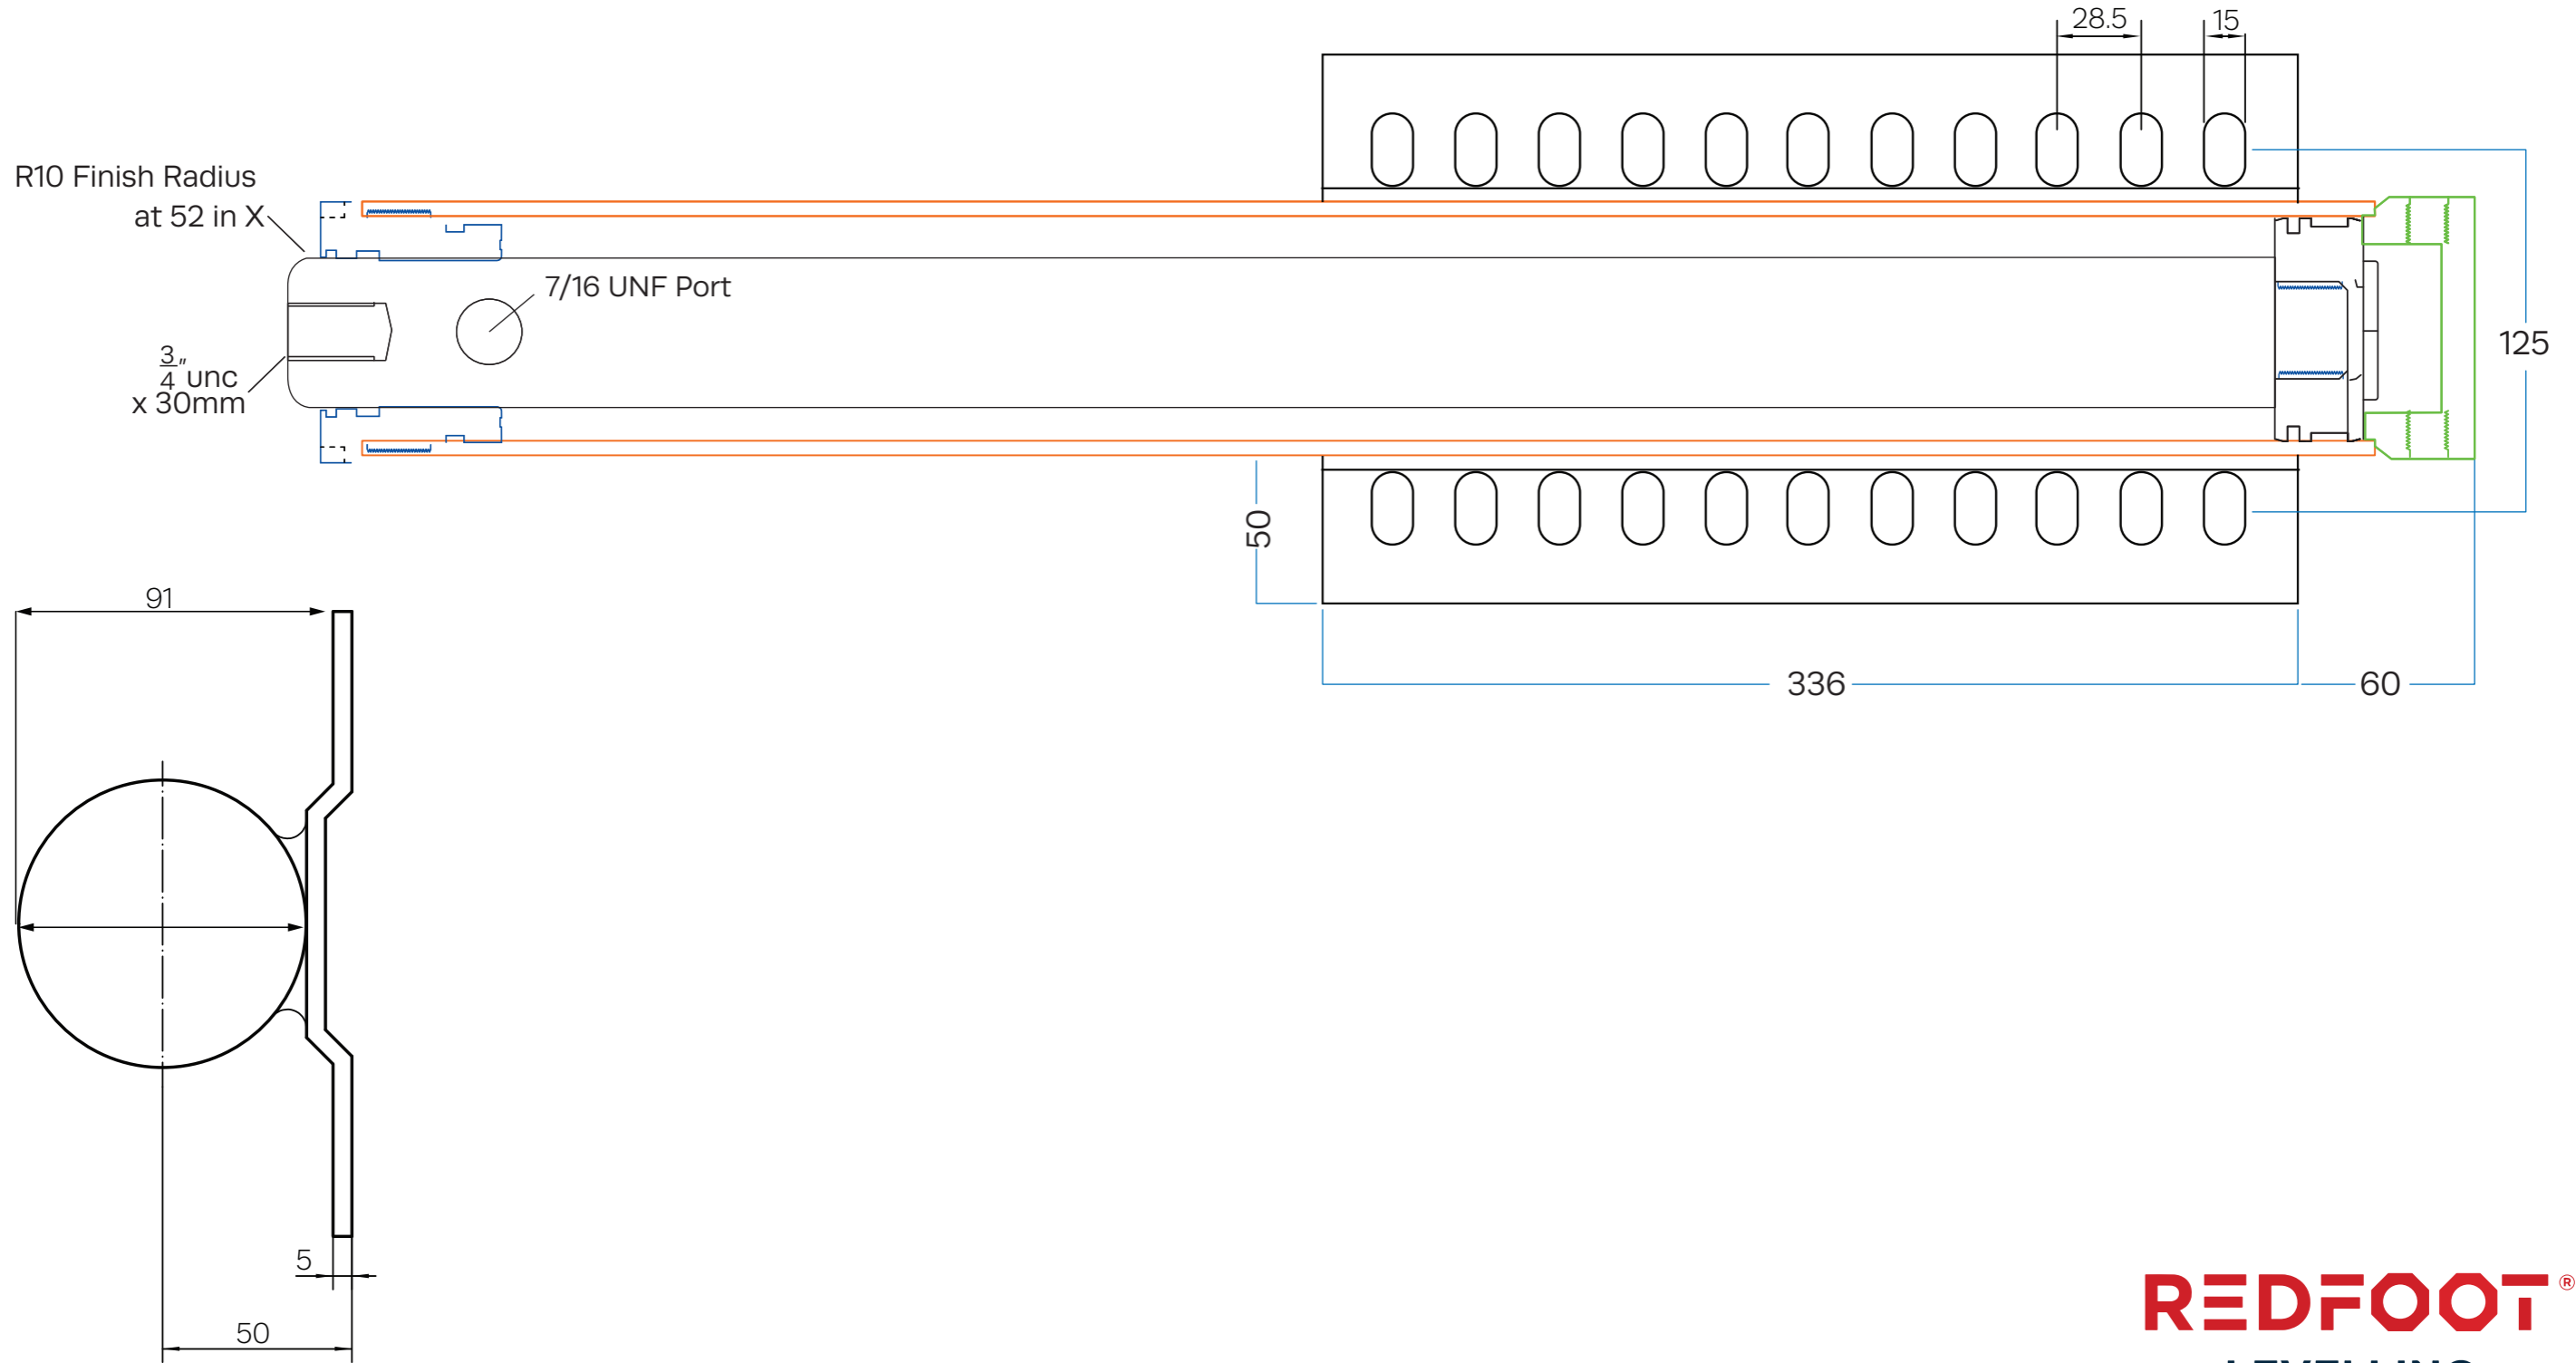 28.5
15
R10 Finish Radius
at 52 in X
7/16 UNF Port
3/4" unc
x 30mm
125
50
91
336
60
5
50
REDFOOT®
LEVELLING